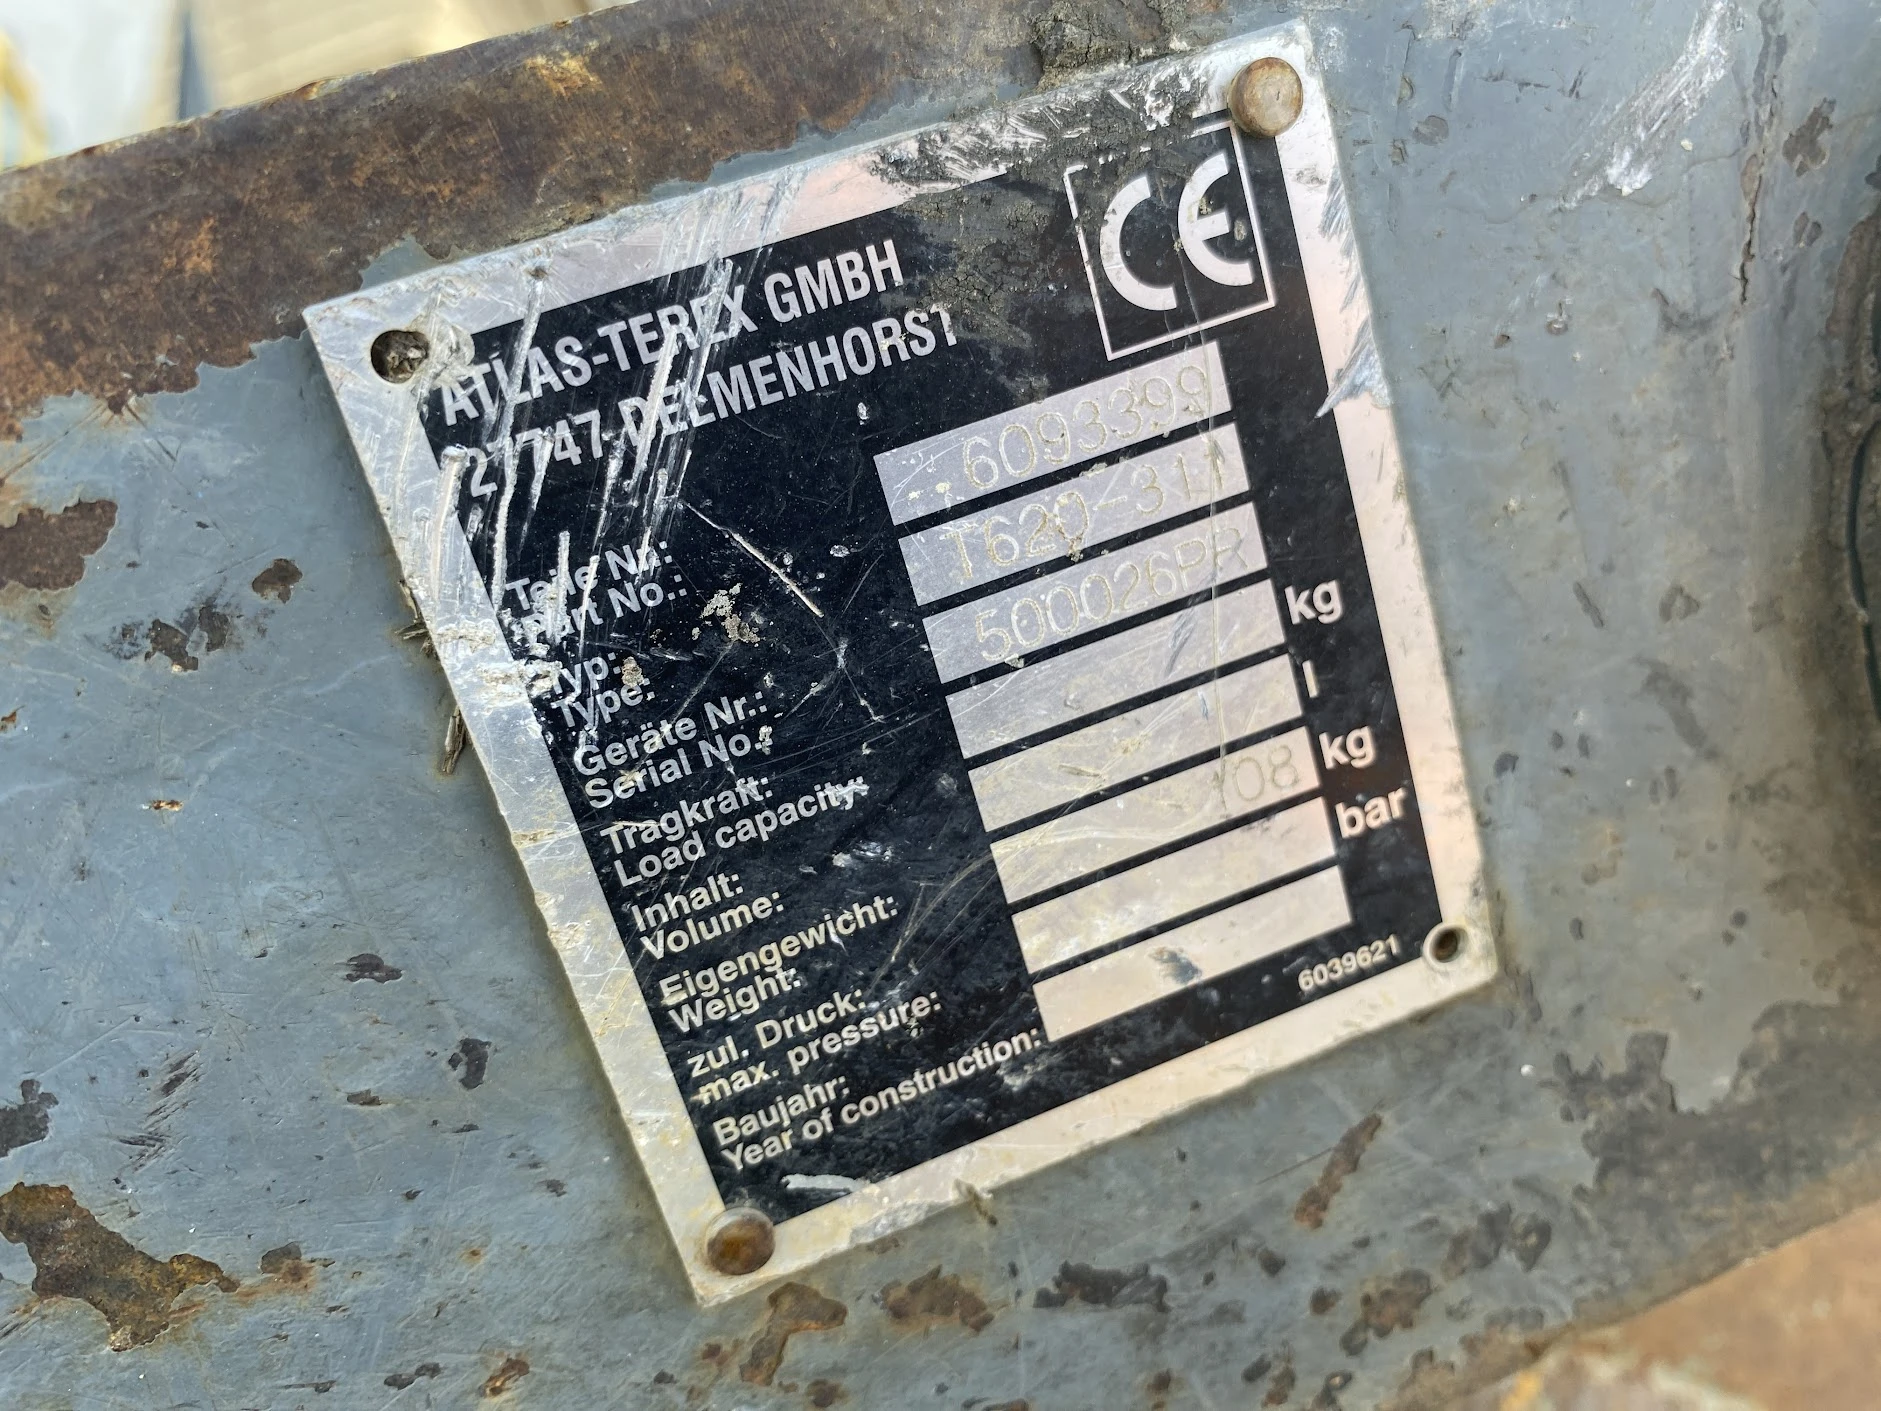 CE
ATLAS-TEREX GMBH
27747 DELMENHORST
Teile Nr.: 6093399
Part No.:
Typ: T620-311
Type:
Geräte Nr.: 500026PR
Serial No.:
Tragkraft: kg
Load capacity:
Inhalt: l
Volume:
Eigengewicht: 108 kg
Weight:
zul. Druck: bar
max. pressure:
Baujahr:
Year of construction:
6039621